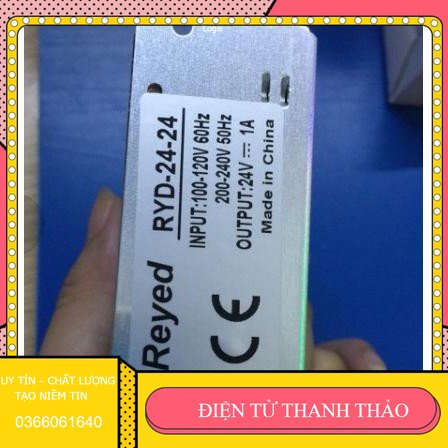 Logo
Reyed
RYD-24-24
INPUT:100-120V 60Hz
200-240V 50Hz
OUTPUT:24V ⎓ 1A
Made in China
CE
UY TÍN - CHẤT LƯỢNG
TẠO NIỀM TIN
0366061640
ĐIỆN TỬ THANH THẢO